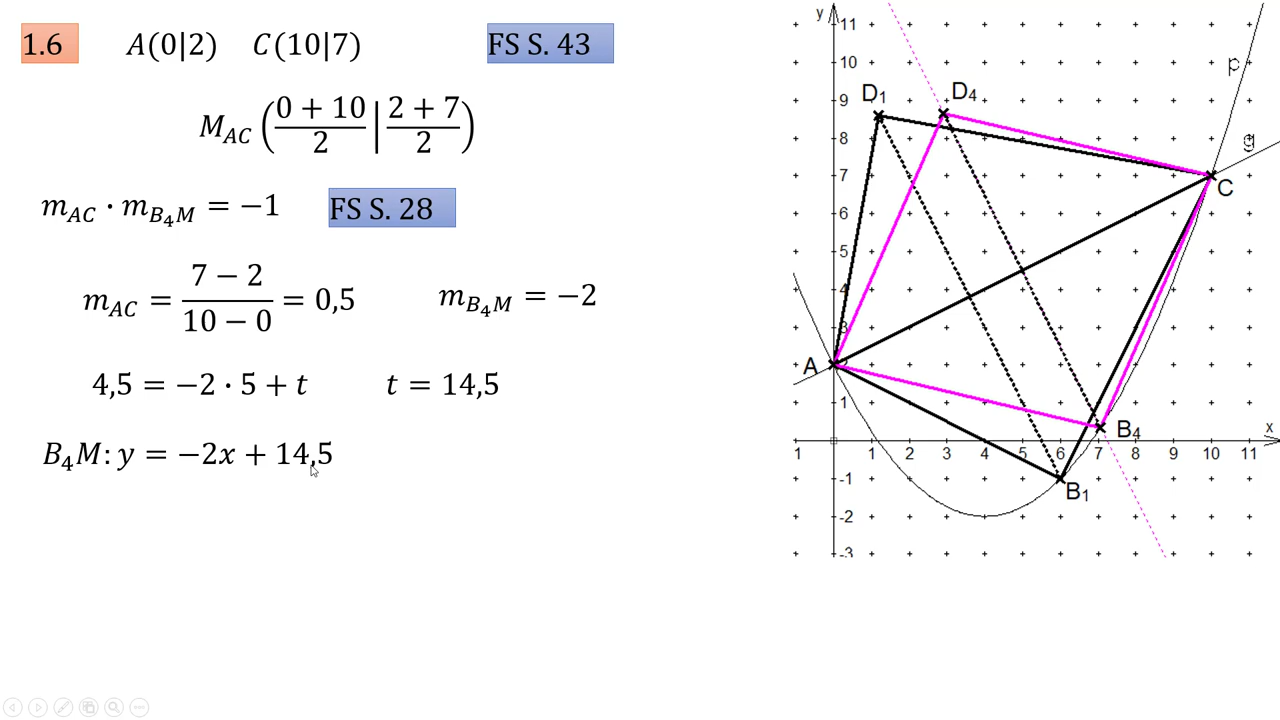 1.6 A(0|2) C(10|7) FS S. 43
M_AC ((0 + 10)/2 | (2 + 7)/2)
m_AC · m_B₄M = −1 FS S. 28
m_AC = (7 − 2)/(10 − 0) = 0,5 m_B₄M = −2
4,5 = −2 · 5 + t t = 14,5
B₄M: y = −2x + 14,5
y
11
10
9
8
7
6
5
4
3
2
1
-1
-2
-3
1 1 2 3 4 5 6 7 8 9 10 11
x
p
g
D₁
D₄
C
A
B₄
B₁